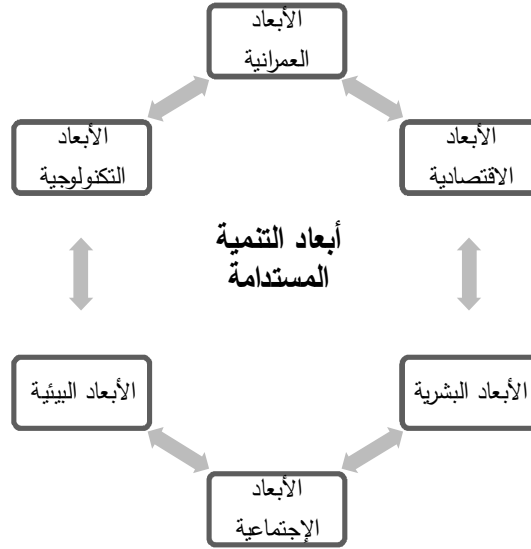 الأبعاد
العمرانية
الأبعاد
الاقتصادية
الأبعاد
التكنولوجية
أبعاد التنمية
المستدامة
الأبعاد البشرية
الأبعاد البيئية
الأبعاد
الإجتماعية